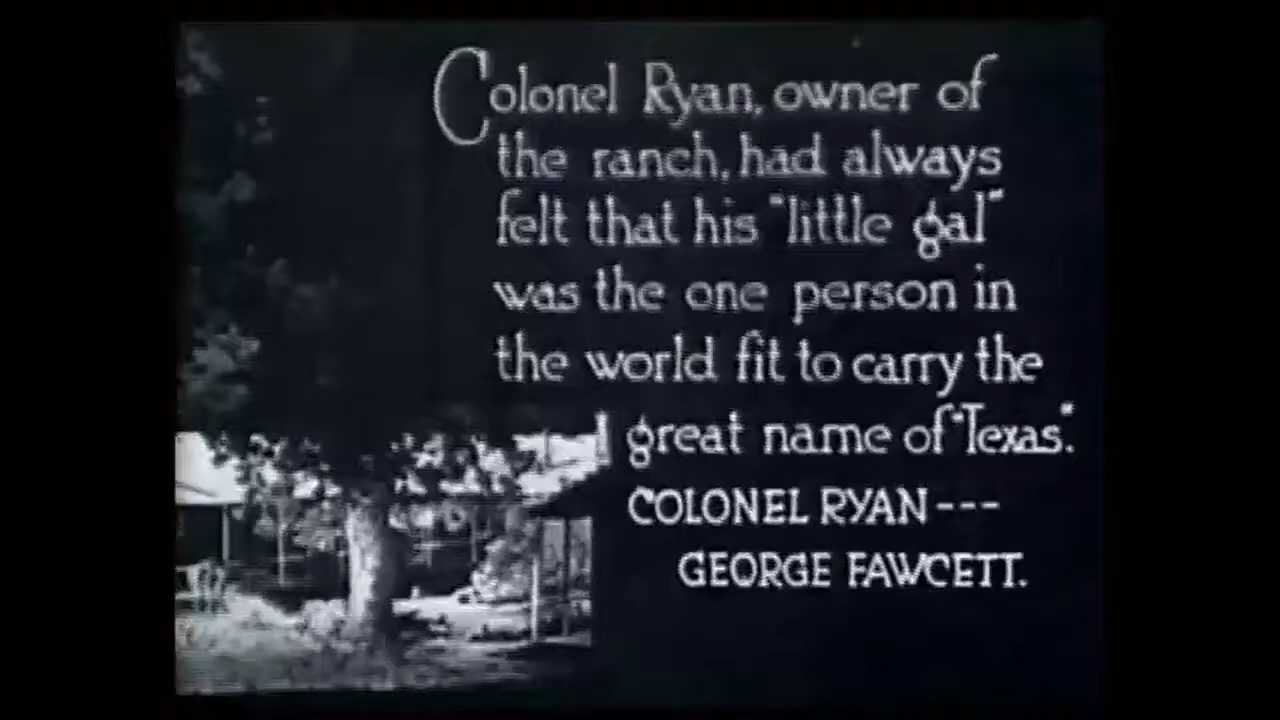 Colonel Ryan, owner of
the ranch, had always
felt that his "little gal"
was the one person in
the world fit to carry the
great name of "Texas".
COLONEL RYAN---
GEORGE FAWCETT.